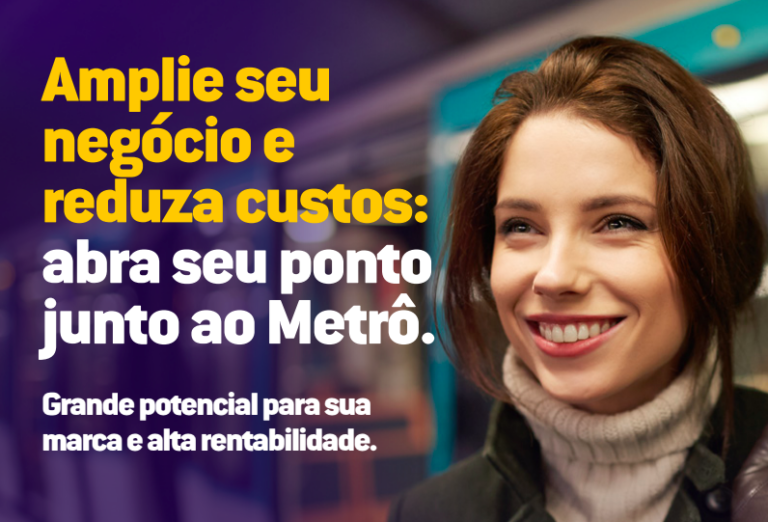 Amplie seu
negócio e
reduza custos:
abra seu ponto
junto ao Metrô.
Grande potencial para sua
marca e alta rentabilidade.